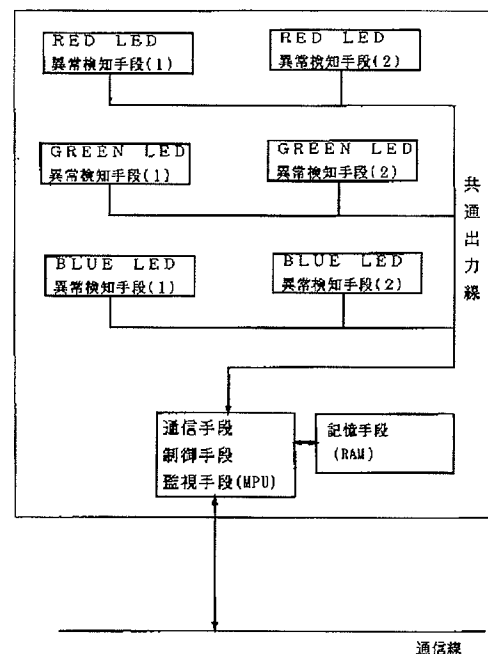 RED LED
異常検知手段(1)
RED LED
異常検知手段(2)
GREEN LED
異常検知手段(1)
GREEN LED
異常検知手段(2)
BLUE LED
異常検知手段(1)
BLUE LED
異常検知手段(2)
共通出力線
通信手段
制御手段
監視手段(MPU)
記憶手段
(RAM)
通信線